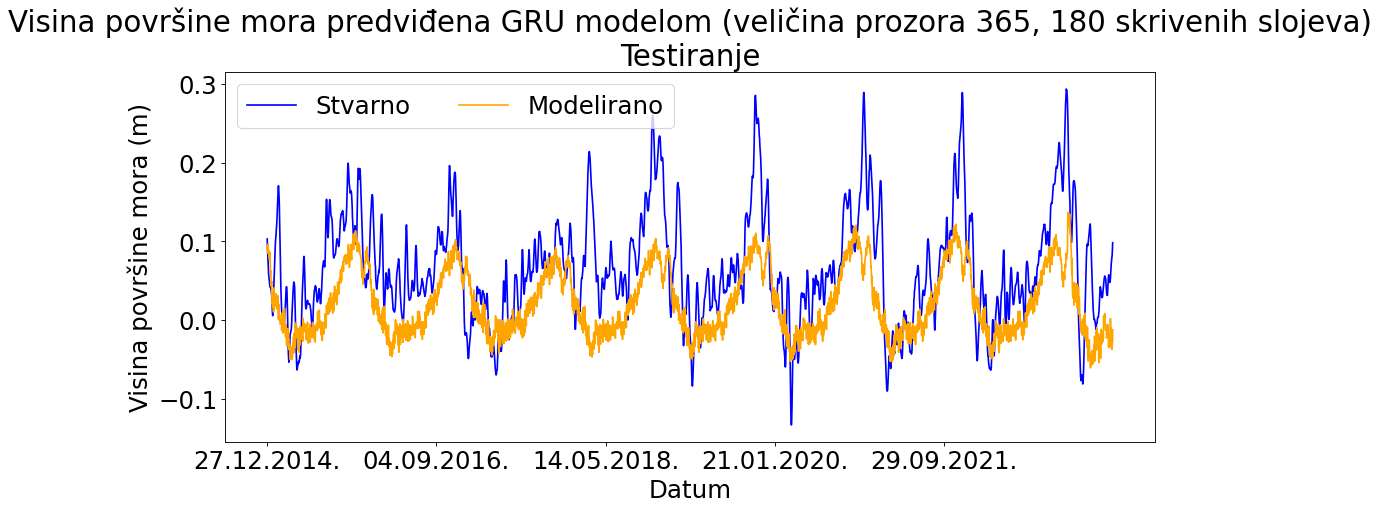 Visina površine mora predviđena GRU modelom (veličina prozora 365, 180 skrivenih slojeva)
Testiranje
Stvarno Modelirano
Visina površine mora (m)
0.3
0.2
0.1
0.0
−0.1
27.12.2014. 04.09.2016. 14.05.2018. 21.01.2020. 29.09.2021.
Datum